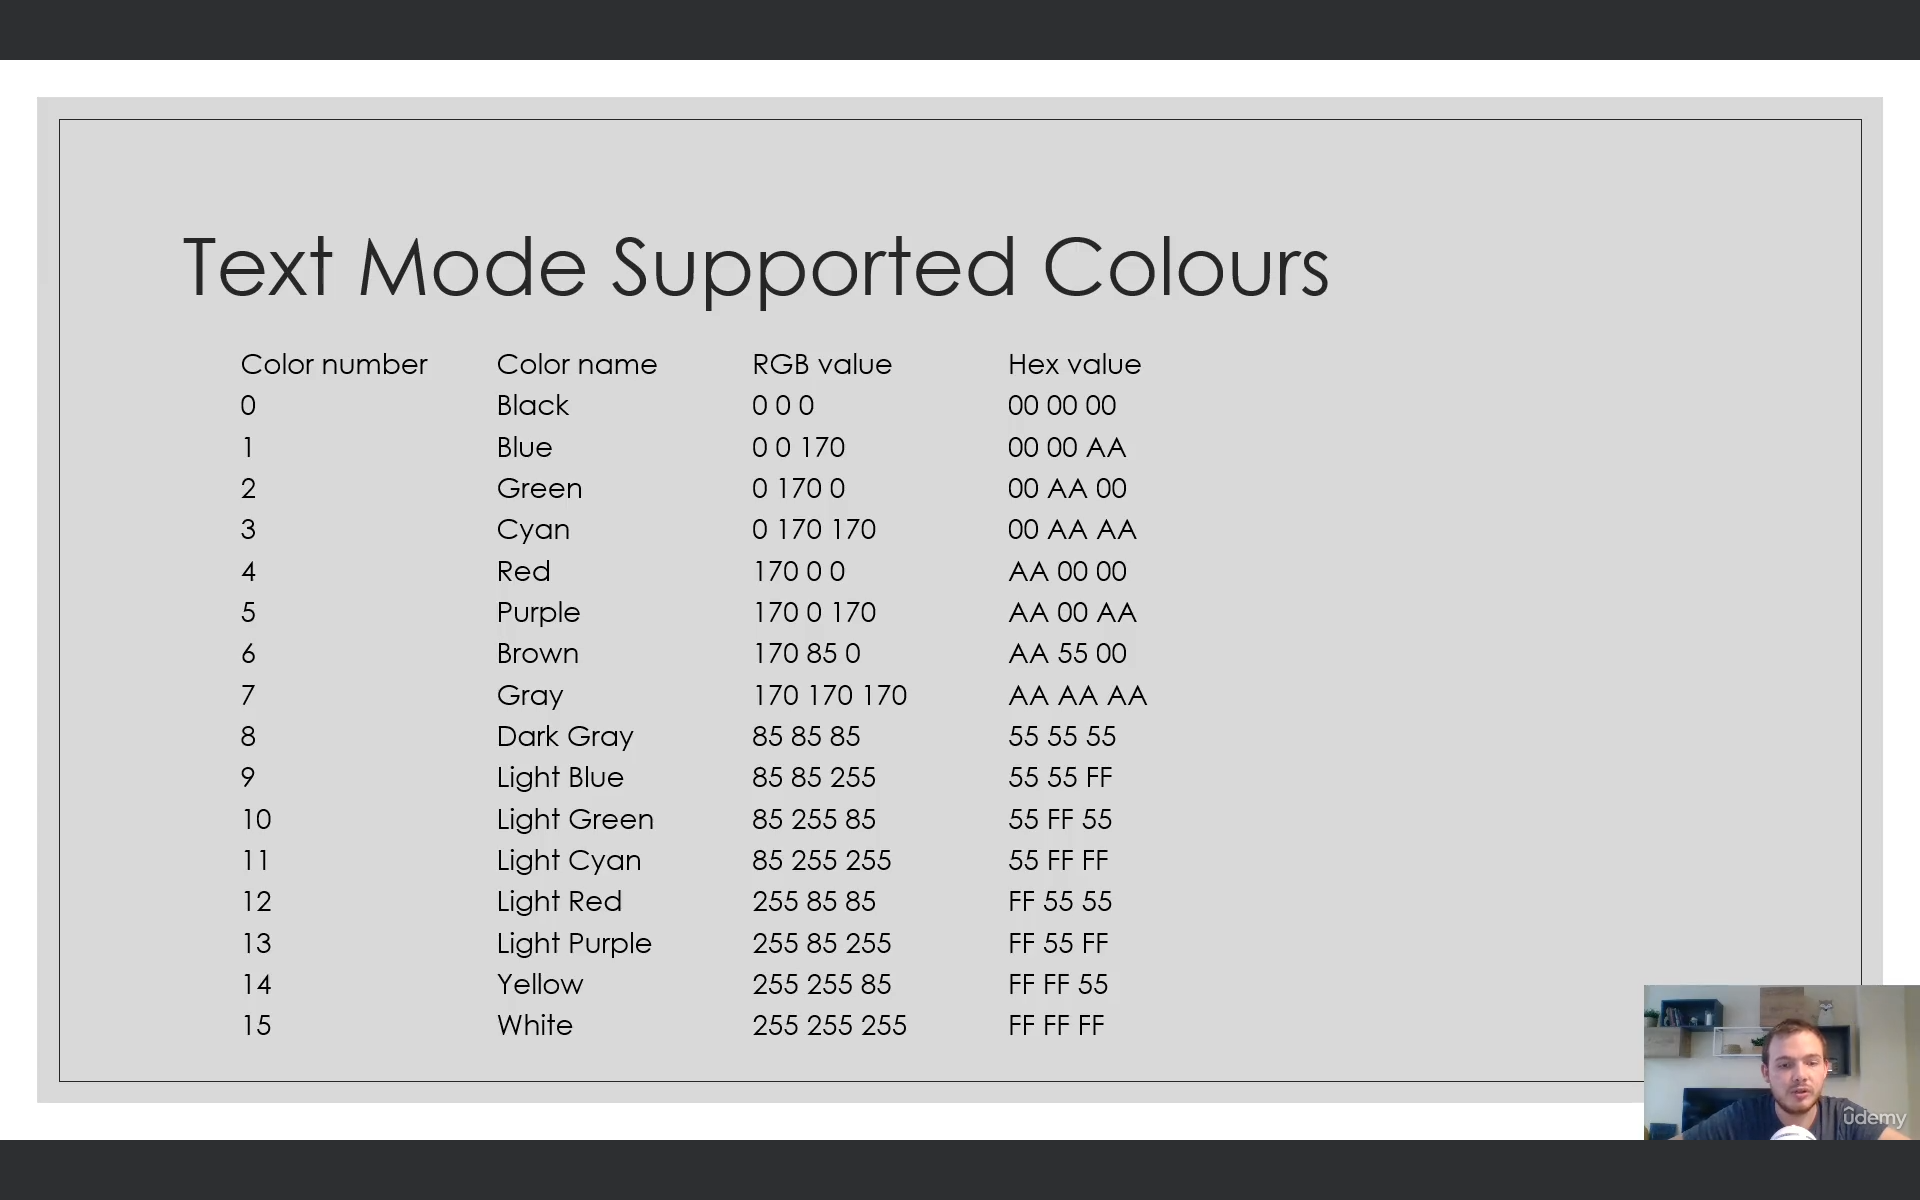 Text Mode Supported Colours
Color number Color name RGB value Hex value
0 Black 0 0 0 00 00 00
1 Blue 0 0 170 00 00 AA
2 Green 0 170 0 00 AA 00
3 Cyan 0 170 170 00 AA AA
4 Red 170 0 0 AA 00 00
5 Purple 170 0 170 AA 00 AA
6 Brown 170 85 0 AA 55 00
7 Gray 170 170 170 AA AA AA
8 Dark Gray 85 85 85 55 55 55
9 Light Blue 85 85 255 55 55 FF
10 Light Green 85 255 85 55 FF 55
11 Light Cyan 85 255 255 55 FF FF
12 Light Red 255 85 85 FF 55 55
13 Light Purple 255 85 255 FF 55 FF
14 Yellow 255 255 85 FF FF 55
15 White 255 255 255 FF FF FF
udemy